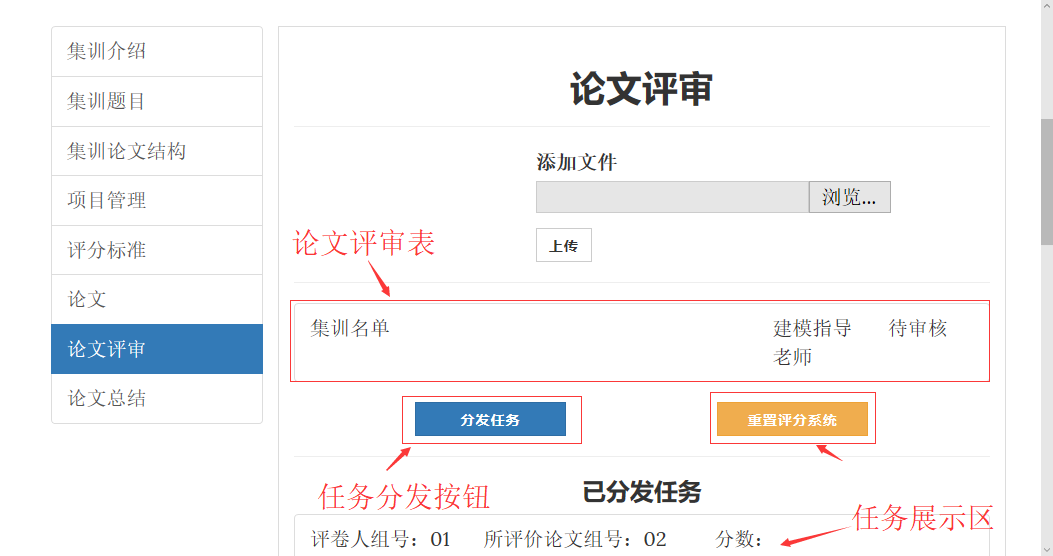 集训介绍
集训题目
集训论文结构
项目管理
评分标准
论文
论文评审
论文总结
论文评审
添加文件
浏览...
上传
论文评审表
集训名单
建模指导老师
待审核
分发任务
重置评分系统
任务分发按钮
已分发任务
任务展示区
评卷人组号：01 所评价论文组号：02 分数：